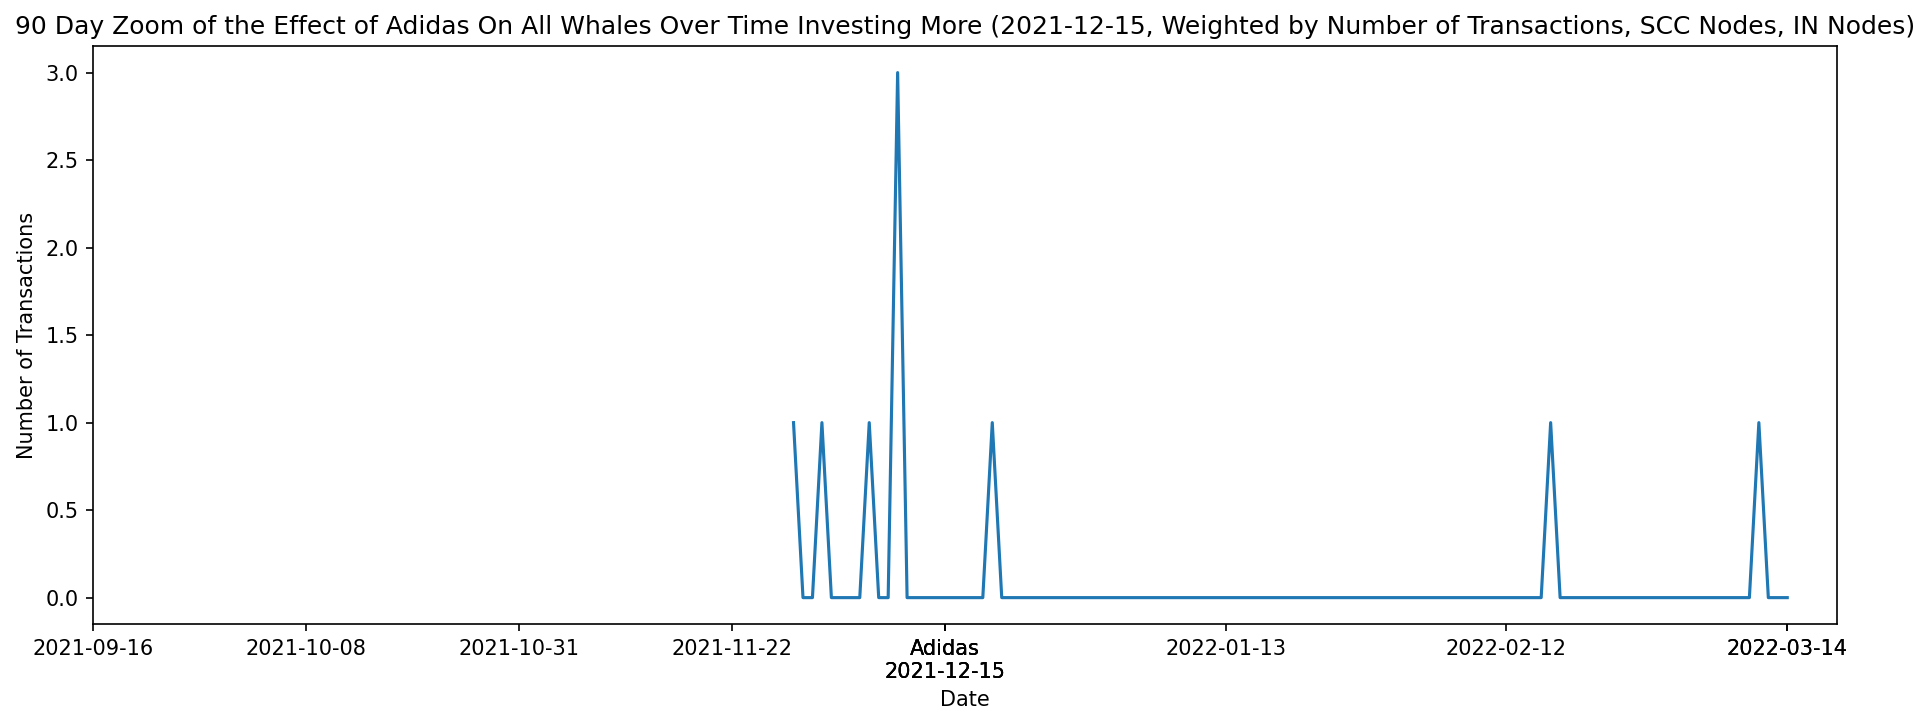 90 Day Zoom of the Effect of Adidas On All Whales Over Time Investing More (2021-12-15, Weighted by Number of Transactions, SCC Nodes, IN Nodes)
3.0
2.5
2.0
1.5
1.0
0.5
0.0
Number of Transactions
2021-09-16 2021-10-08 2021-10-31 2021-11-22 Adidas 2022-01-13 2022-02-12 2022-03-14
2021-12-15
Date